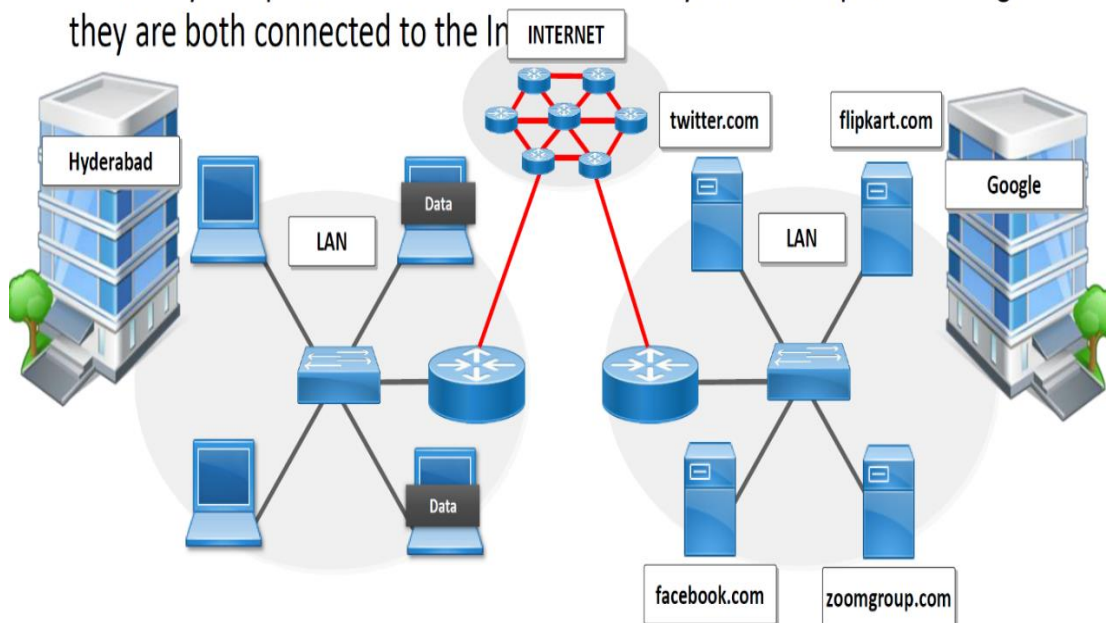 they are both connected to the In
INTERNET
twitter.com
flipkart.com
Hyderabad
Google
Data
LAN
LAN
Data
facebook.com
zoomgroup.com